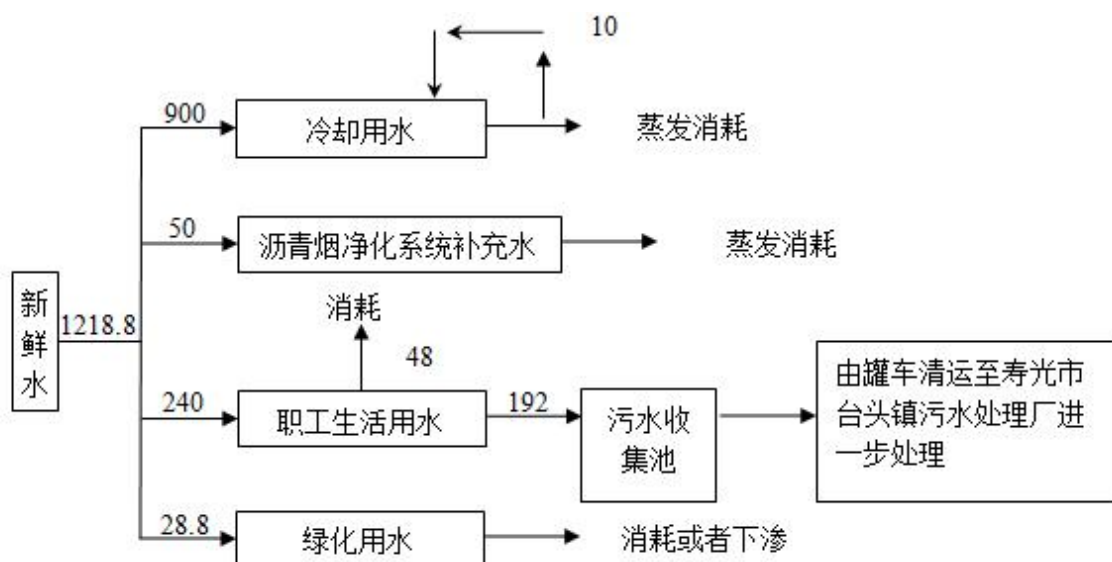 10
900
冷却用水
蒸发消耗
50
沥青烟净化系统补充水
蒸发消耗
新
鲜
水
1218.8
消耗
48
240
职工生活用水
192
污水收
集池
由罐车清运至寿光市
台头镇污水处理厂进
一步处理
28.8
绿化用水
消耗或者下渗